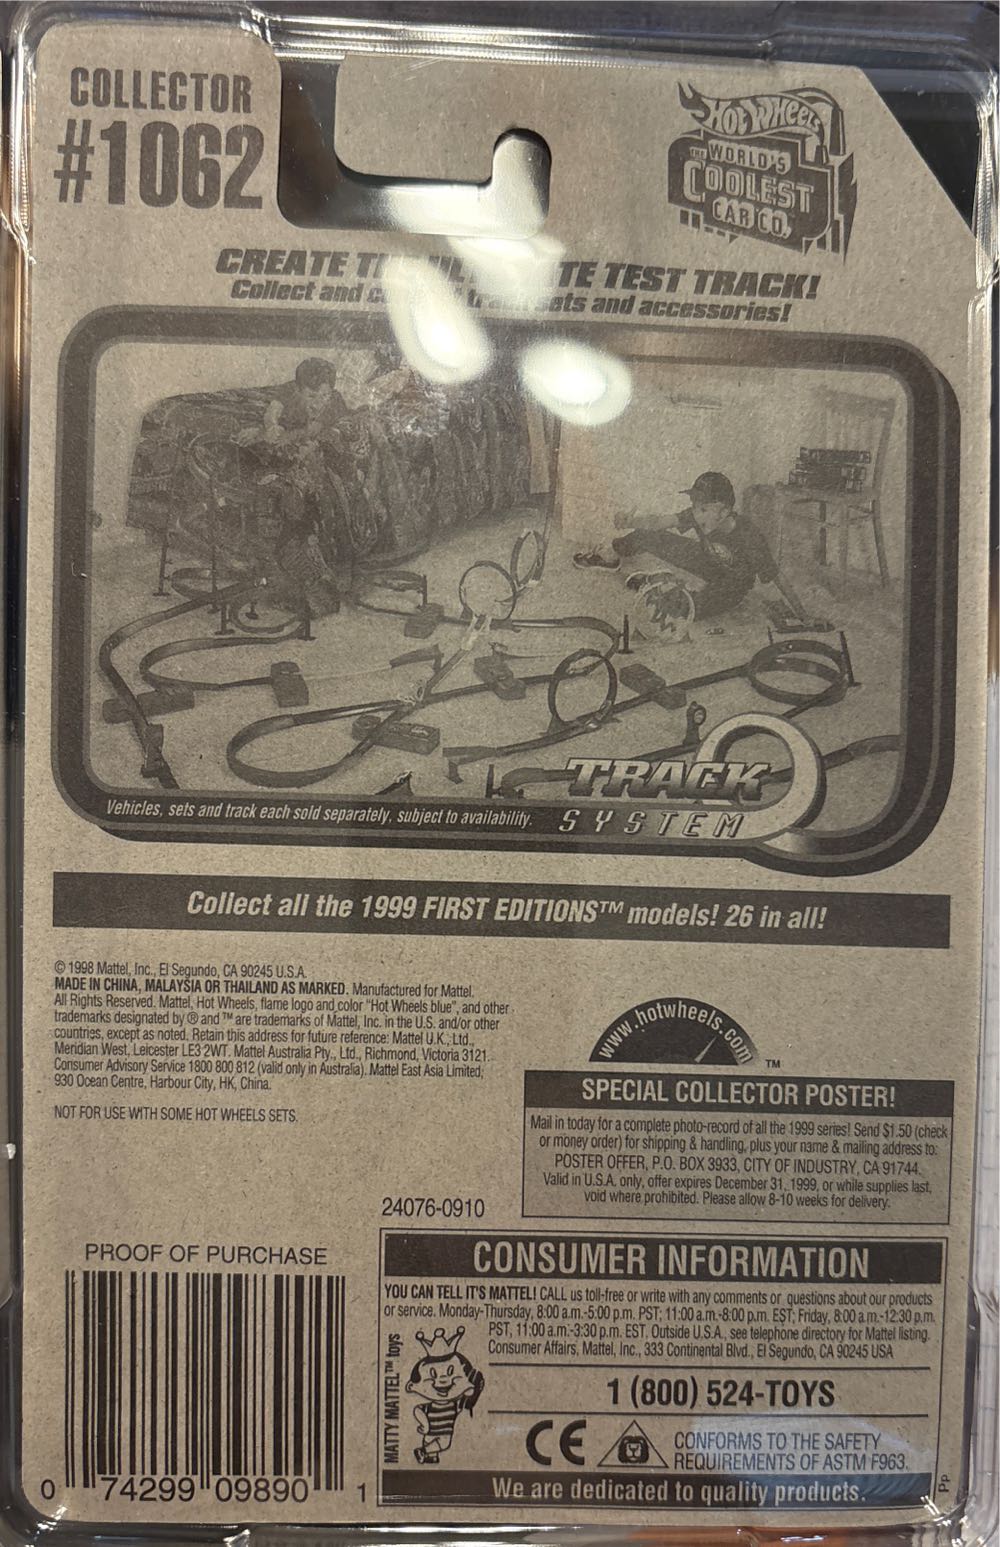 COLLECTOR
#1062
HOT WHEELS
THE WORLD'S
COOLEST
CAR CO.
CREATE TE TEST TRACK!
Collect and sets and accessories!
TRACK
SYSTEM
Vehicles, sets and track each sold separately, subject to availability.
Collect all the 1999 FIRST EDITIONS™ models! 26 in all!
© 1998 Mattel, Inc., El Segundo, CA 90245 U.S.A.
MADE IN CHINA, MALAYSIA OR THAILAND AS MARKED. Manufactured for Mattel.
All Rights Reserved. Mattel, Hot Wheels, flame logo and color "Hot Wheels blue", and other
trademarks designated by ® and ™ are trademarks of Mattel, Inc. in the U.S. and/or other
countries, except as noted. Retain this address for future reference: Mattel U.K., Ltd.,
Meridian West, Leicester LE3 2WT. Mattel Australia Pty., Ltd., Richmond, Victoria 3121.
Consumer Advisory Service 1800 800 812 (valid only in Australia). Mattel East Asia Limited,
930 Ocean Centre, Harbour City, HK, China.
NOT FOR USE WITH SOME HOT WHEELS SETS.
www.hotwheels.com
™
SPECIAL COLLECTOR POSTER!
Mail in today for a complete photo-record of all the 1999 series! Send $1.50 (check
or money order) for shipping & handling, plus your name & mailing address to:
POSTER OFFER, P.O. BOX 3933, CITY OF INDUSTRY, CA 91744.
Valid in U.S.A. only, offer expires December 31, 1999, or while supplies last,
void where prohibited. Please allow 8-10 weeks for delivery.
24076-0910
PROOF OF PURCHASE
0 74299 09890 1
CONSUMER INFORMATION
YOU CAN TELL IT'S MATTEL! CALL us toll-free or write with any comments or questions about our products
or service. Monday-Thursday, 8:00 a.m.-5:00 p.m. PST; 11:00 a.m.-8:00 p.m. EST; Friday, 8:00 a.m.-12:30 p.m.
PST, 11:00 a.m.-3:30 p.m. EST. Outside U.S.A., see telephone directory for Mattel listing.
Consumer Affairs, Mattel, Inc., 333 Continental Blvd., El Segundo, CA 90245 USA
MATTY MATTEL™ toys
1 (800) 524-TOYS
CE
CONFORMS TO THE SAFETY
REQUIREMENTS OF ASTM F963.
We are dedicated to quality products.
Pp